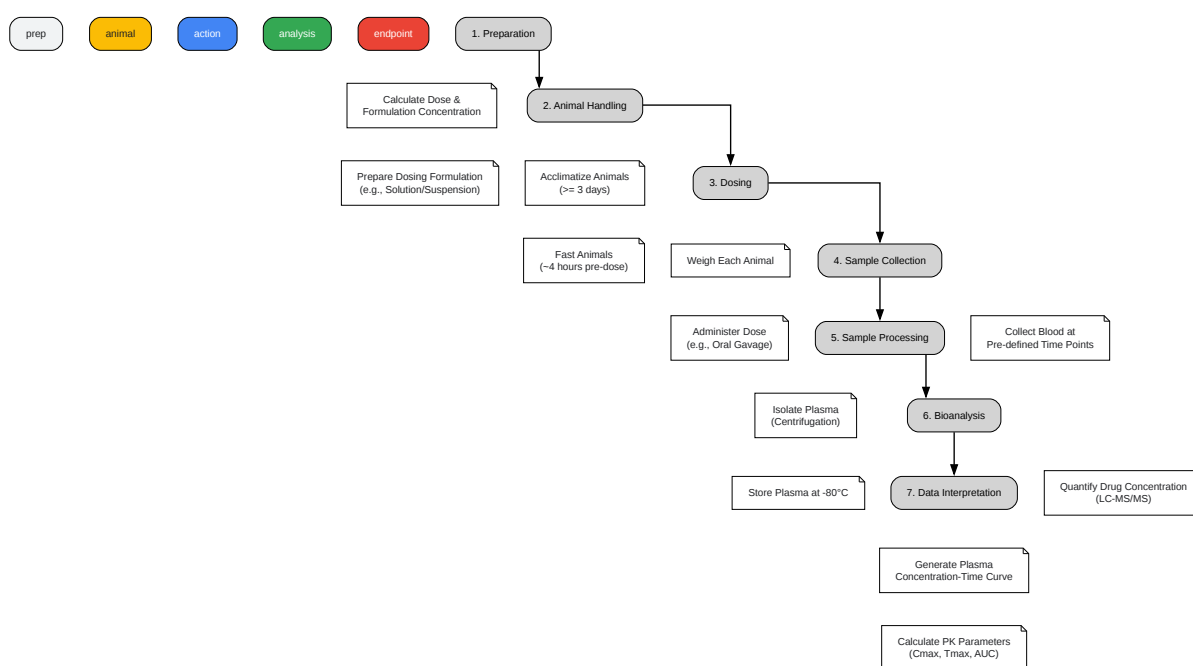 prep
animal
action
analysis
endpoint
1. Preparation
Calculate Dose &
Formulation Concentration
2. Animal Handling
Prepare Dosing Formulation
(e.g., Solution/Suspension)
Acclimatize Animals
(>= 3 days)
3. Dosing
Fast Animals
(~4 hours pre-dose)
Weigh Each Animal
4. Sample Collection
Administer Dose
(e.g., Oral Gavage)
5. Sample Processing
Collect Blood at
Pre-defined Time Points
Isolate Plasma
(Centrifugation)
6. Bioanalysis
Store Plasma at -80°C
7. Data Interpretation
Quantify Drug Concentration
(LC-MS/MS)
Generate Plasma
Concentration-Time Curve
Calculate PK Parameters
(Cmax, Tmax, AUC)